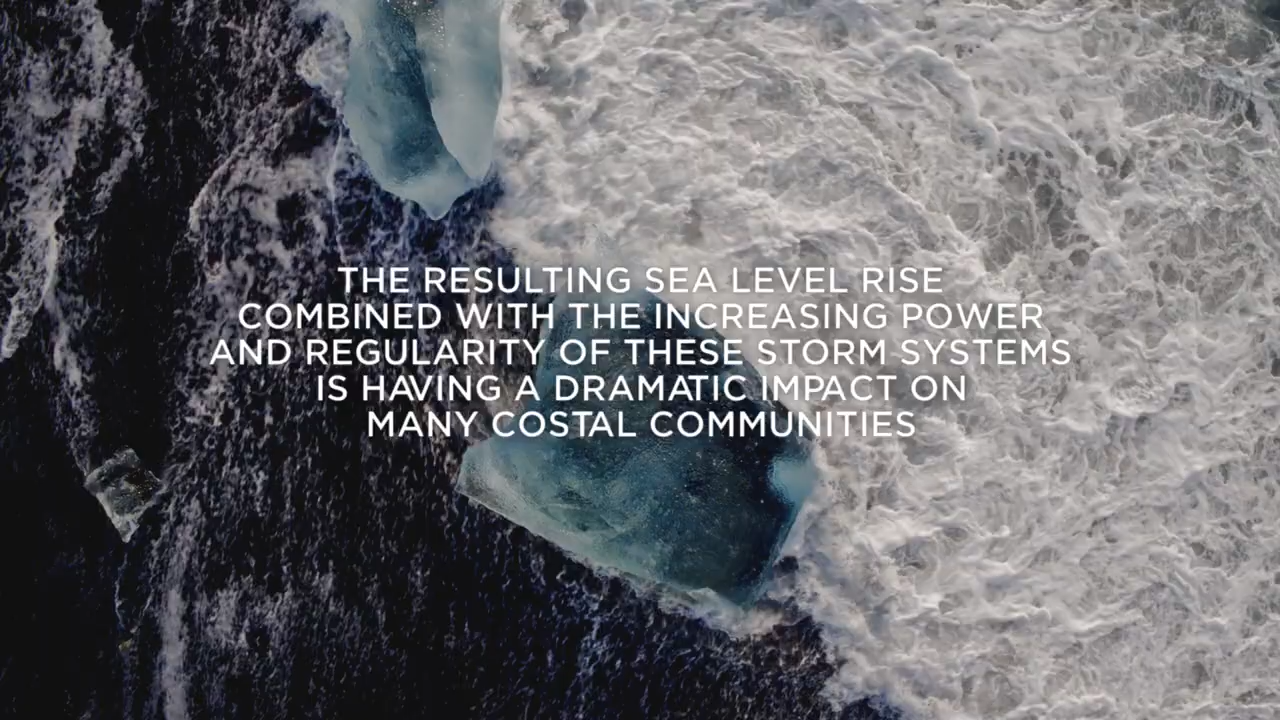 THE RESULTING SEA LEVEL RISE
COMBINED WITH THE INCREASING POWER
AND REGULARITY OF THESE STORM SYSTEMS
IS HAVING A DRAMATIC IMPACT ON
MANY COSTAL COMMUNITIES